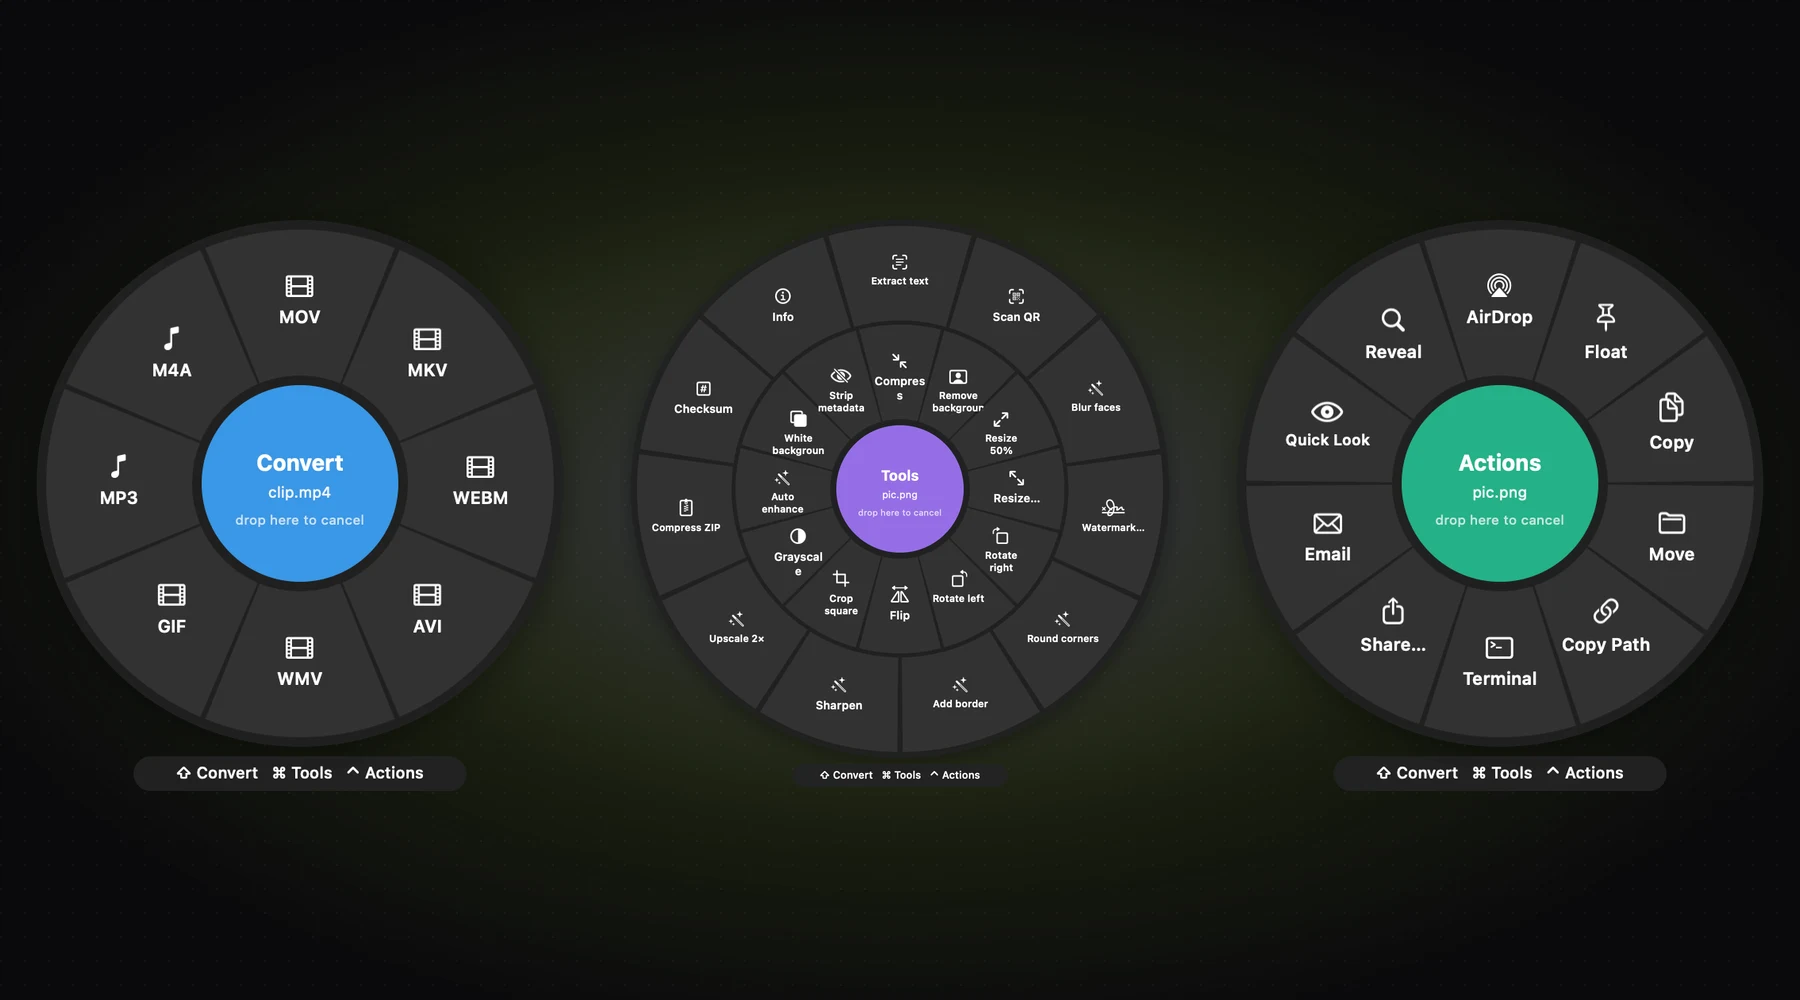 MOV
MKV
WEBM
AVI
WMV
GIF
MP3
M4A
Convert
clip.mp4
drop here to cancel
Convert ⌘ Tools ^ Actions
Extract text
Scan QR
Blur faces
Watermark...
Round corners
Add border
Sharpen
Upscale 2×
Compress ZIP
Checksum
Info
Compres
s
Remove
backgroun
Resize
50%
Resize...
Rotate
right
Rotate left
Flip
Crop
square
Grayscal
e
Auto
enhance
White
backgroun
Strip
metadata
Tools
pic.png
drop here to cancel
Convert ⌘ Tools ^ Actions
AirDrop
Float
Copy
Move
Copy Path
Terminal
Share...
Email
Quick Look
Reveal
Actions
pic.png
drop here to cancel
Convert ⌘ Tools ^ Actions